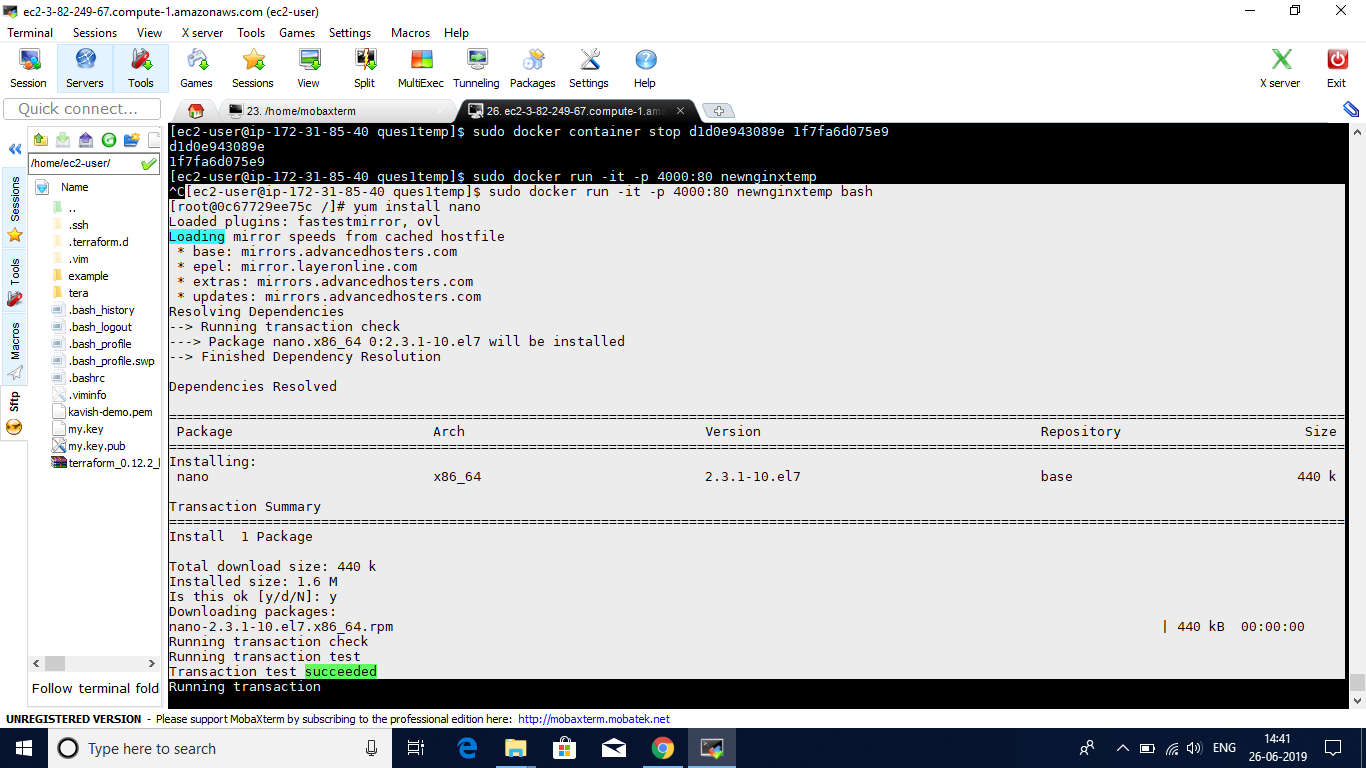 ec2-3-82-249-67.compute-1.amazonaws.com (ec2-user)
Terminal Sessions View X server Tools Games Settings Macros Help
Session Servers Tools Games Sessions View Split MultiExec Tunneling Packages Settings Help X server Exit
Quick connect...
23. /home/mobaxterm
26. ec2-3-82-249-67.compute-1.ama
/home/ec2-user/
Name
..
.ssh
.terraform.d
.vim
example
tera
.bash_history
.bash_logout
.bash_profile
.bash_profile.swp
.bashrc
.viminfo
kavish-demo.pem
my.key
my.key.pub
terraform_0.12.2_l
Follow terminal fold
Sessions
Tools
Macros
Sftp
[ec2-user@ip-172-31-85-40 ques1temp]$ sudo docker container stop d1d0e943089e 1f7fa6d075e9
d1d0e943089e
1f7fa6d075e9
[ec2-user@ip-172-31-85-40 ques1temp]$ sudo docker run -it -p 4000:80 newnginxtemp
^C[ec2-user@ip-172-31-85-40 ques1temp]$ sudo docker run -it -p 4000:80 newnginxtemp bash
[root@0c67729ee75c /]# yum install nano
Loaded plugins: fastestmirror, ovl
Loading mirror speeds from cached hostfile
* base: mirrors.advancedhosters.com
* epel: mirror.layeronline.com
* extras: mirrors.advancedhosters.com
* updates: mirrors.advancedhosters.com
Resolving Dependencies
--> Running transaction check
---> Package nano.x86_64 0:2.3.1-10.el7 will be installed
--> Finished Dependency Resolution
Dependencies Resolved
Package Arch Version Repository Size
Installing:
nano x86_64 2.3.1-10.el7 base 440 k
Transaction Summary
Install 1 Package
Total download size: 440 k
Installed size: 1.6 M
Is this ok [y/d/N]: y
Downloading packages:
nano-2.3.1-10.el7.x86_64.rpm | 440 kB 00:00:00
Running transaction check
Running transaction test
Transaction test succeeded
Running transaction
UNREGISTERED VERSION - Please support MobaXterm by subscribing to the professional edition here: http://mobaxterm.mobatek.net
Type here to search
ENG
14:41
26-06-2019